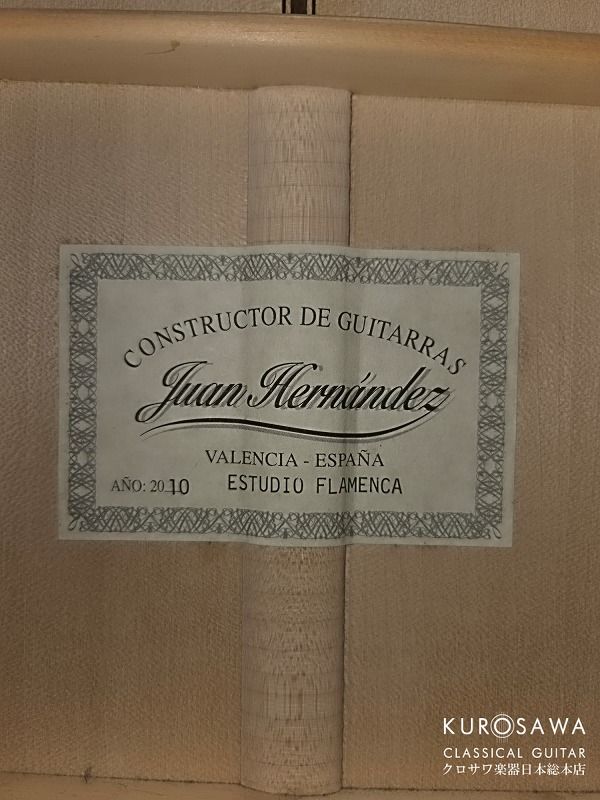 CONSTRUCTOR DE GUITARRAS
Juan Hernández
VALENCIA - ESPAÑA
AÑO: 2010 ESTUDIO FLAMENCA
KUROSAWA
CLASSICAL GUITAR
クロサワ楽器日本総本店